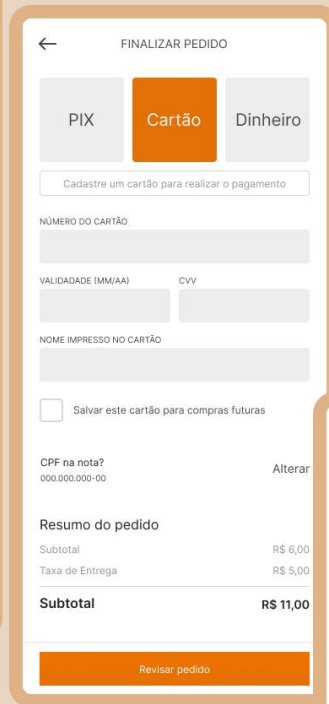 FINALIZAR PEDIDO
PIX
Cartão
Dinheiro
Cadastre um cartão para realizar o pagamento
NÚMERO DO CARTÃO
VALIDADADE (MM/AA) CVV
NOME IMPRESSO NO CARTÃO
Salvar este cartão para compras futuras
CPF na nota?
000.000.000-00
Alterar
Resumo do pedido
Subtotal R$ 6,00
Taxa de Entrega R$ 5,00
Subtotal R$ 11,00
Revisar pedido